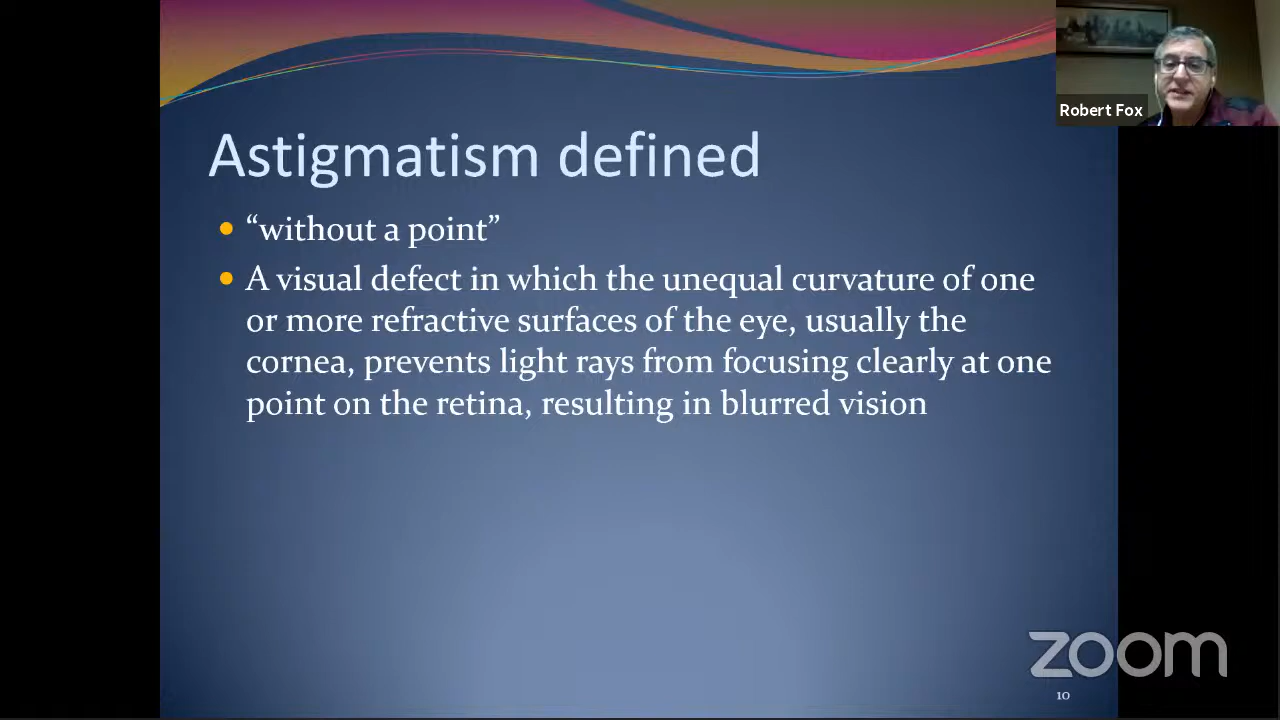 Robert Fox
Astigmatism defined
“without a point”
A visual defect in which the unequal curvature of one
or more refractive surfaces of the eye, usually the
cornea, prevents light rays from focusing clearly at one
point on the retina, resulting in blurred vision
zoom
10